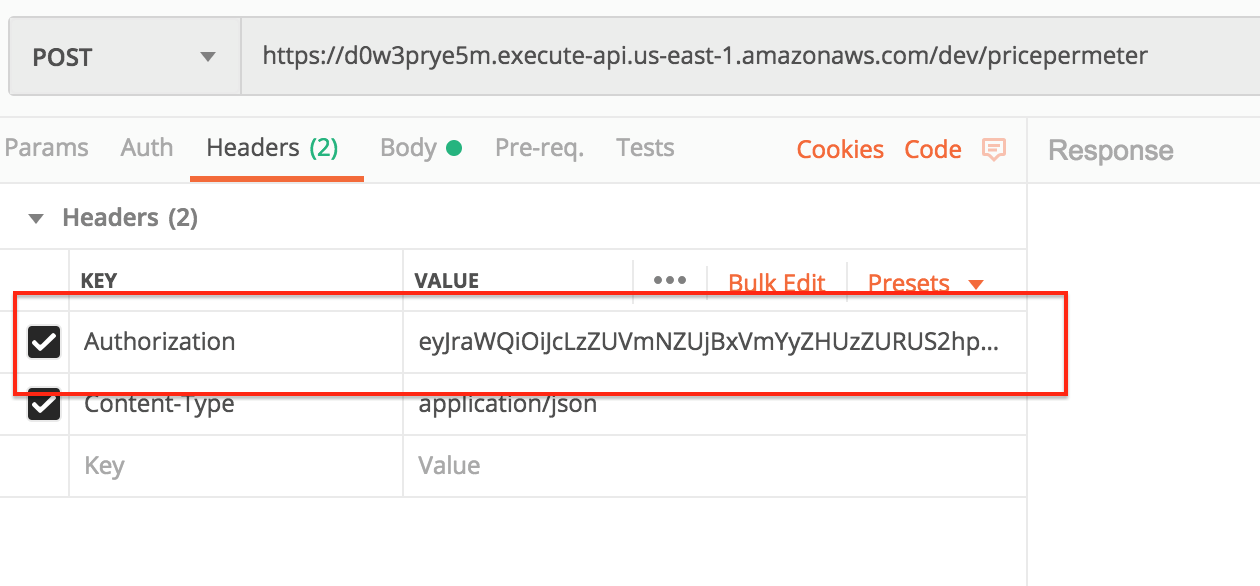 POST https://d0w3prye5m.execute-api.us-east-1.amazonaws.com/dev/pricepermeter
Params Auth Headers (2) Body Pre-req. Tests Cookies Code Response
Headers (2)
KEY VALUE ••• Bulk Edit Presets
Authorization eyJraWQiOiJcLzZUVmNZUjBxVmYyZHUzZURUS2hp...
Content-Type application/json
Key Value